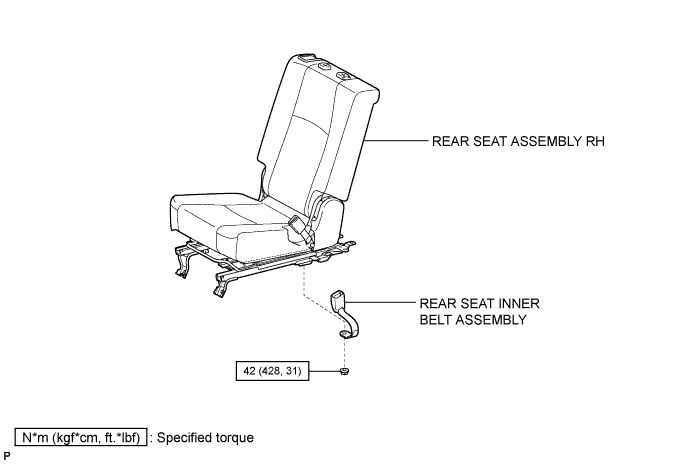 REAR SEAT ASSEMBLY RH
REAR SEAT INNER
BELT ASSEMBLY
42 (428, 31)
N*m (kgf*cm, ft.*lbf) : Specified torque
P